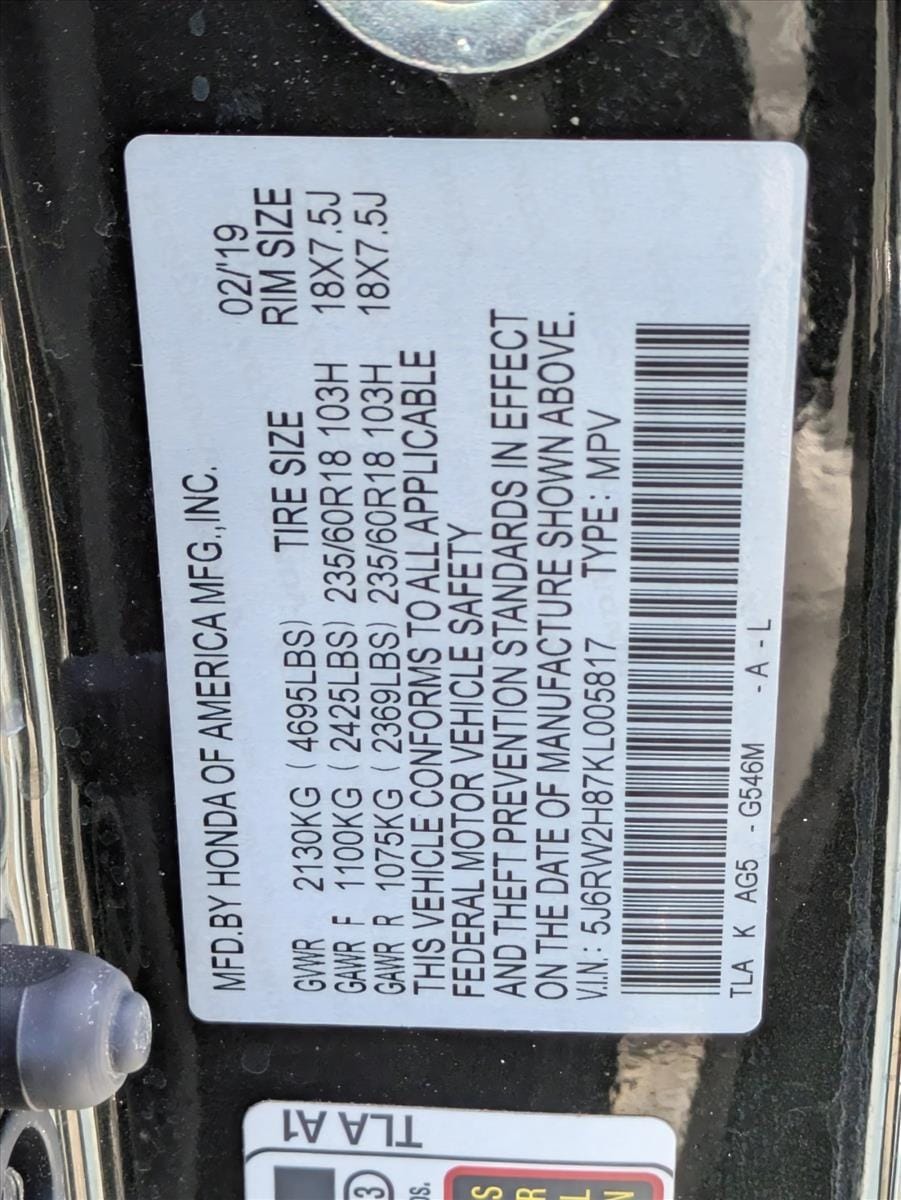 MFD.BY HONDA OF AMERICA MFG.,INC.
02/'19
GVWR 2130KG ( 4695LBS) TIRE SIZE RIM SIZE
GAWR F 1100KG ( 2425LBS) 235/60R18 103H 18X7.5J
GAWR R 1075KG ( 2369LBS) 235/60R18 103H 18X7.5J
THIS VEHICLE CONFORMS TO ALL APPLICABLE
FEDERAL MOTOR VEHICLE SAFETY
AND THEFT PREVENTION STANDARDS IN EFFECT
ON THE DATE OF MANUFACTURE SHOWN ABOVE.
V.I.N.: 5J6RW2H87KL005817 TYPE: MPV
TLA K AG5 - G546M - A - L
TLA A1
3